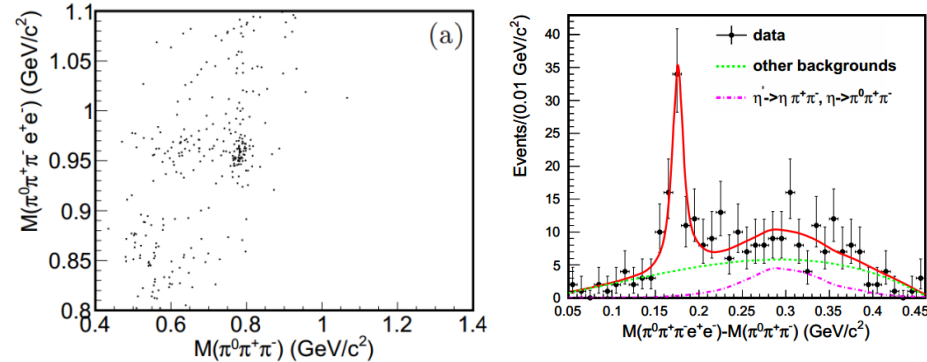 M(π⁰π⁺π⁻ e⁺e⁻) (GeV/c²)
1.1
1.05
1
0.95
0.9
0.85
0.8
(a)
0.4 0.6 0.8 1 1.2 1.4
M(π⁰π⁺π⁻) (GeV/c²)
Events/(0.01 GeV/c²)
40
35
30
25
20
15
10
5
0
data
other backgrounds
η'->η π⁺π⁻, η->π⁰π⁺π⁻
0.05 0.1 0.15 0.2 0.25 0.3 0.35 0.4 0.45
M(π⁰π⁺π⁻e⁺e⁻)-M(π⁰π⁺π⁻) (GeV/c²)